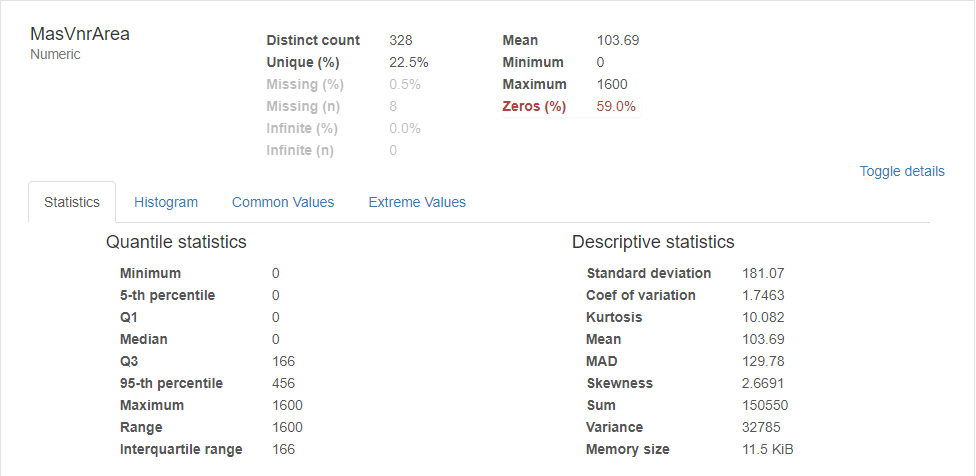 MasVnrArea
Numeric
Distinct count 328
Unique (%) 22.5%
Missing (%) 0.5%
Missing (n) 8
Infinite (%) 0.0%
Infinite (n) 0
Mean 103.69
Minimum 0
Maximum 1600
Zeros (%) 59.0%
Toggle details
Statistics Histogram Common Values Extreme Values
Quantile statistics
Minimum 0
5-th percentile 0
Q1 0
Median 0
Q3 166
95-th percentile 456
Maximum 1600
Range 1600
Interquartile range 166
Descriptive statistics
Standard deviation 181.07
Coef of variation 1.7463
Kurtosis 10.082
Mean 103.69
MAD 129.78
Skewness 2.6691
Sum 150550
Variance 32785
Memory size 11.5 KiB